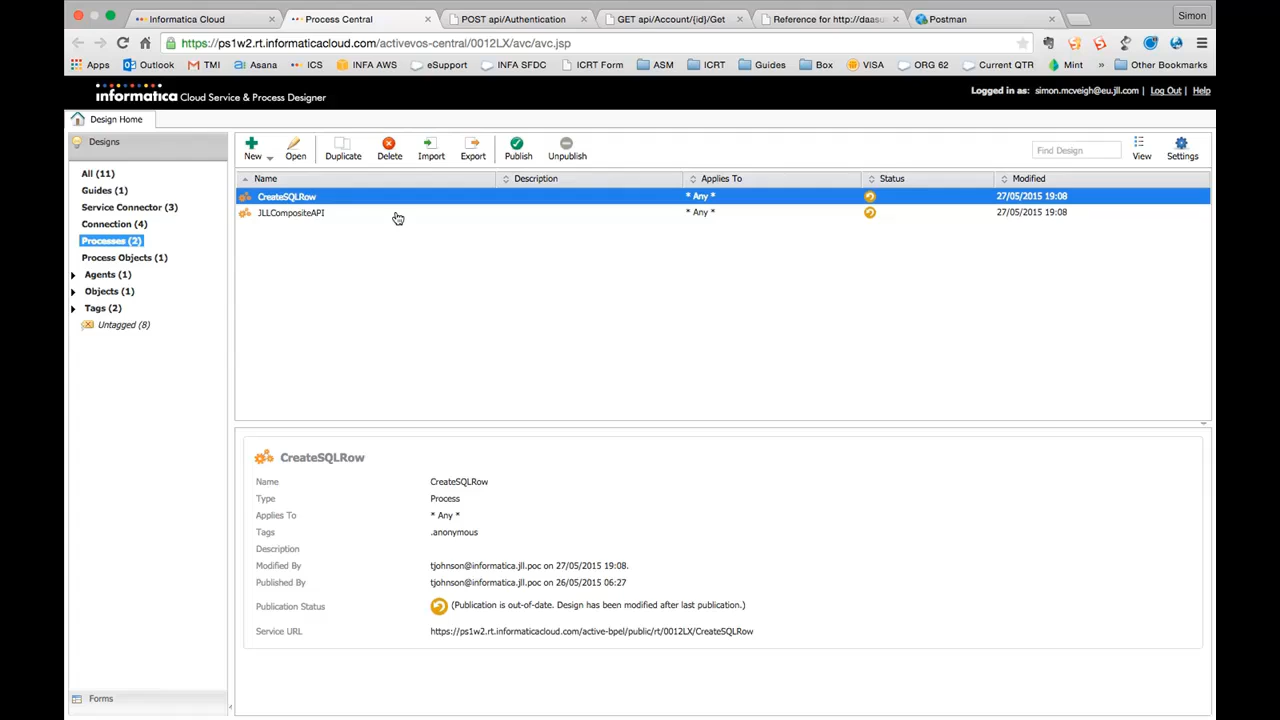 Informatica Cloud
Process Central
POST api/Authentication
GET api/Account/{id}/Get
Reference for http://daasu
Postman
Simon
https://ps1w2.rt.informaticacloud.com/activevos-central/0012LX/avc/avc.jsp
Apps
Outlook
TMI
Asana
ICS
INFA AWS
eSupport
INFA SFDC
ICRT Form
ASM
ICRT
Guides
Box
VISA
ORG 62
Current QTR
Mint
»
Other Bookmarks
informatica Cloud Service & Process Designer
Logged in as: simon.mcveigh@eu.jll.com | Log Out | Help
Design Home
Designs
All (11)
Guides (1)
Service Connector (3)
Connection (4)
Processes (2)
Process Objects (1)
Agents (1)
Objects (1)
Tags (2)
Untagged (8)
Forms
New
Open
Duplicate
Delete
Import
Export
Publish
Unpublish
Find Design
View
Settings
Name Description Applies To Status Modified
CreateSQLRow * Any * 27/05/2015 19:08
JLLCompositeAPI * Any * 27/05/2015 19:08
CreateSQLRow
Name CreateSQLRow
Type Process
Applies To * Any *
Tags .anonymous
Description
Modified By tjohnson@informatica.jll.poc on 27/05/2015 19:08.
Published By tjohnson@informatica.jll.poc on 26/05/2015 06:27
Publication Status (Publication is out-of-date. Design has been modified after last publication.)
Service URL https://ps1w2.rt.informaticacloud.com/active-bpel/public/rt/0012LX/CreateSQLRow